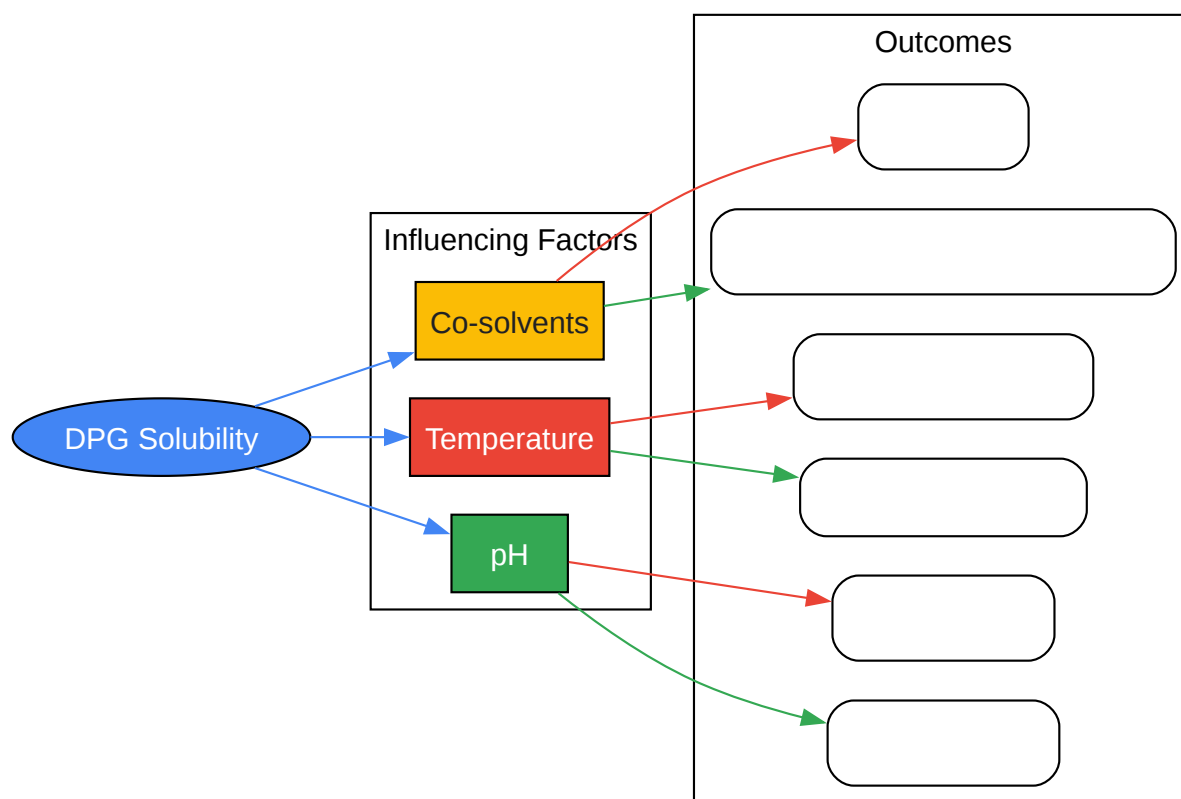 Outcomes
Influencing Factors
Co-solvents
DPG Solubility
Temperature
pH